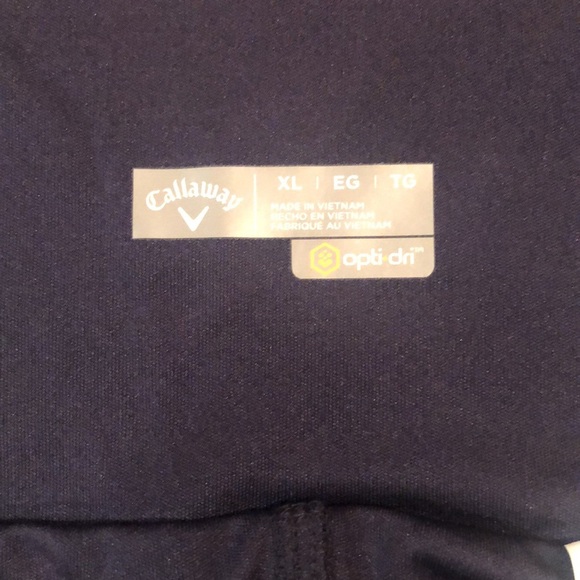 Callaway
XL | EG | TG
MADE IN VIETNAM
HECHO EN VIETNAM
FABRIQUÉ AU VIETNAM
opti-dri